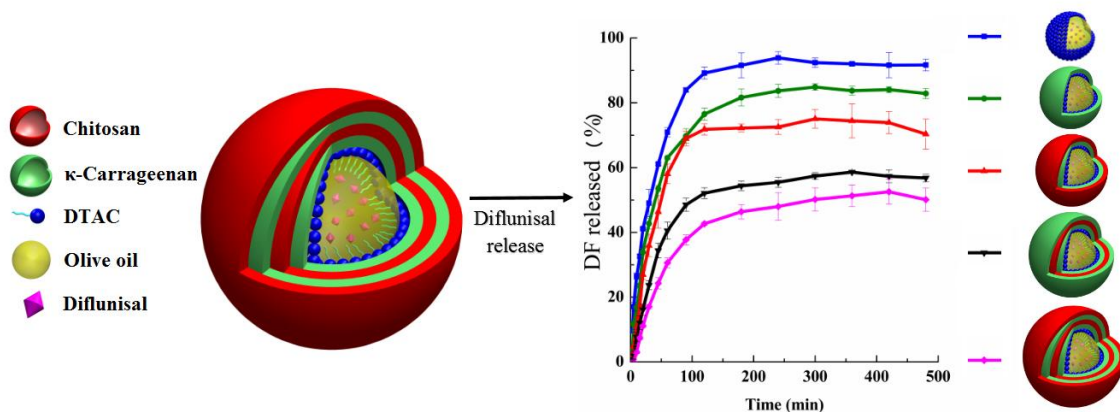 Chitosan
κ-Carrageenan
DTAC
Olive oil
Diflunisal
Diflunisal
release
DF released （%）
100
80
60
40
20
0
0 100 200 300 400 500
Time (min)